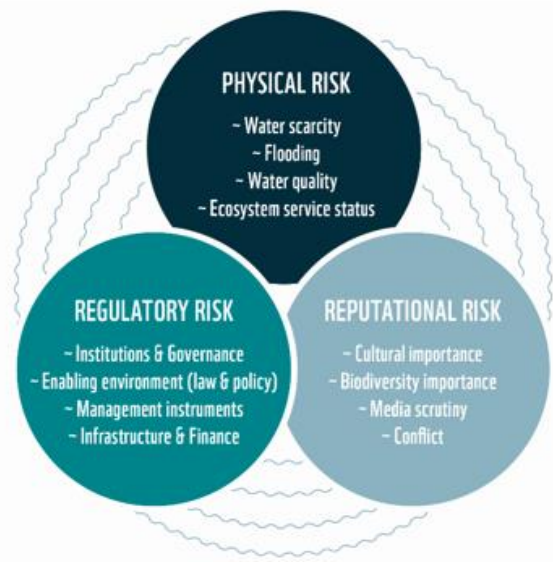 PHYSICAL RISK
~ Water scarcity
~ Flooding
~ Water quality
~ Ecosystem service status
REGULATORY RISK
~ Institutions & Governance
~ Enabling environment (law & policy)
~ Management instruments
~ Infrastructure & Finance
REPUTATIONAL RISK
~ Cultural importance
~ Biodiversity importance
~ Media scrutiny
~ Conflict